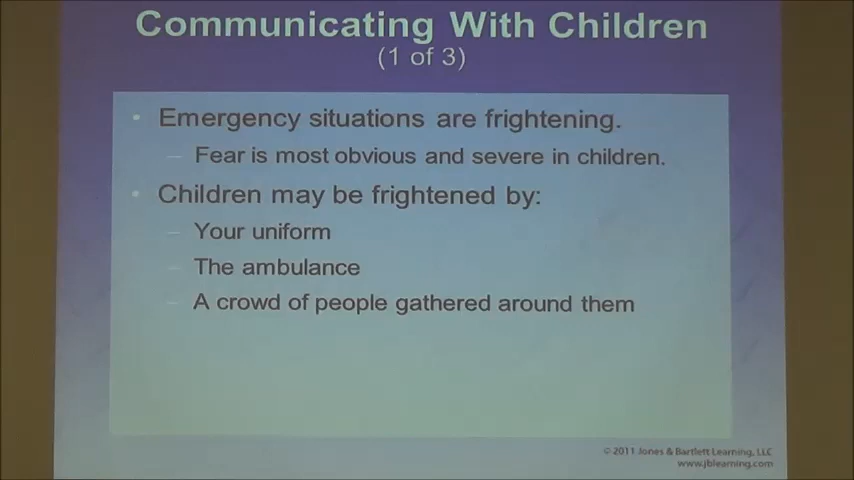 Communicating With Children
(1 of 3)
• Emergency situations are frightening.
– Fear is most obvious and severe in children.
• Children may be frightened by:
– Your uniform
– The ambulance
– A crowd of people gathered around them
© 2011 Jones & Bartlett Learning, LLC
www.jblearning.com